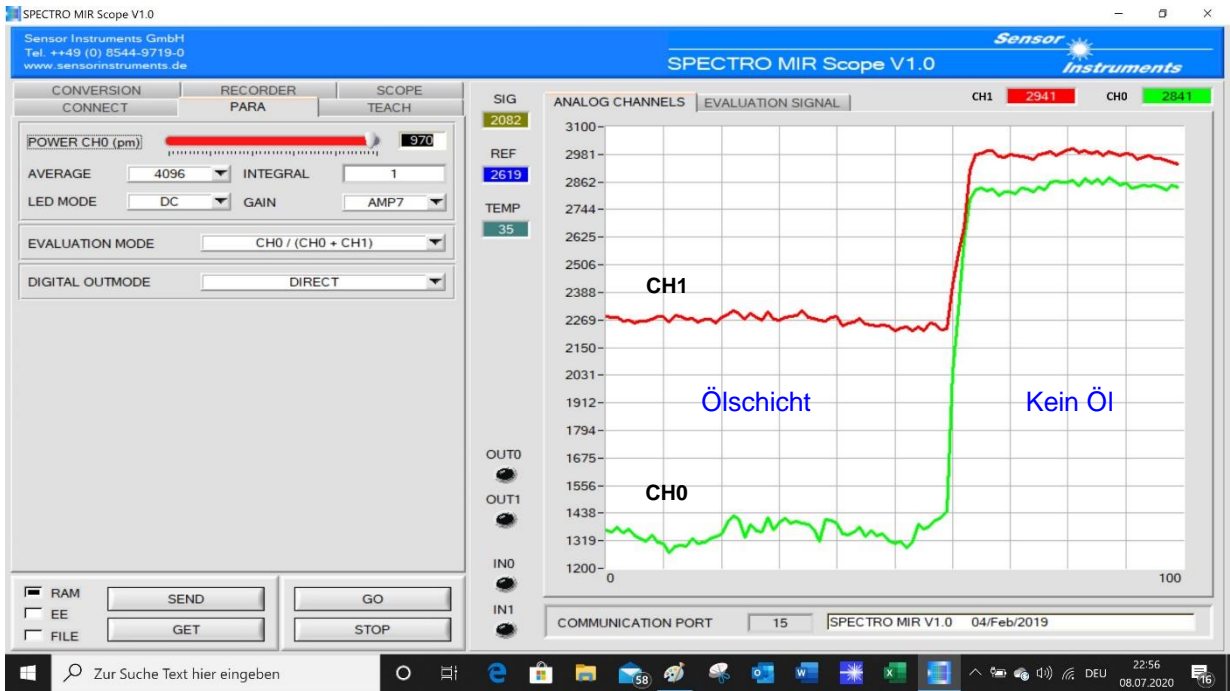 SPECTRO MIR Scope V1.0
Sensor Instruments GmbH
Tel. ++49 (0) 8544-9719-0
www.sensorinstruments.de
SPECTRO MIR Scope V1.0
Sensor
Instruments
CONVERSION RECORDER SCOPE
CONNECT PARA TEACH
POWER CH0 (pm) 970
AVERAGE 4096 INTEGRAL 1
LED MODE DC GAIN AMP7
EVALUATION MODE CH0 / (CH0 + CH1)
DIGITAL OUTMODE DIRECT
RAM
EE
FILE
SEND GO
GET STOP
SIG
2082
REF
2619
TEMP
35
OUT0
OUT1
IN0
IN1
ANALOG CHANNELS EVALUATION SIGNAL CH1 2941 CH0 2841
3100
2981
2862
2744
2625
2506
2388
2269
2150
2031
1912
1794
1675
1556
1438
1319
1200
CH1
Ölschicht Kein Öl
CH0
0 100
COMMUNICATION PORT 15 SPECTRO MIR V1.0 04/Feb/2019
Zur Suche Text hier eingeben
58
DEU
22:56
08.07.2020
16